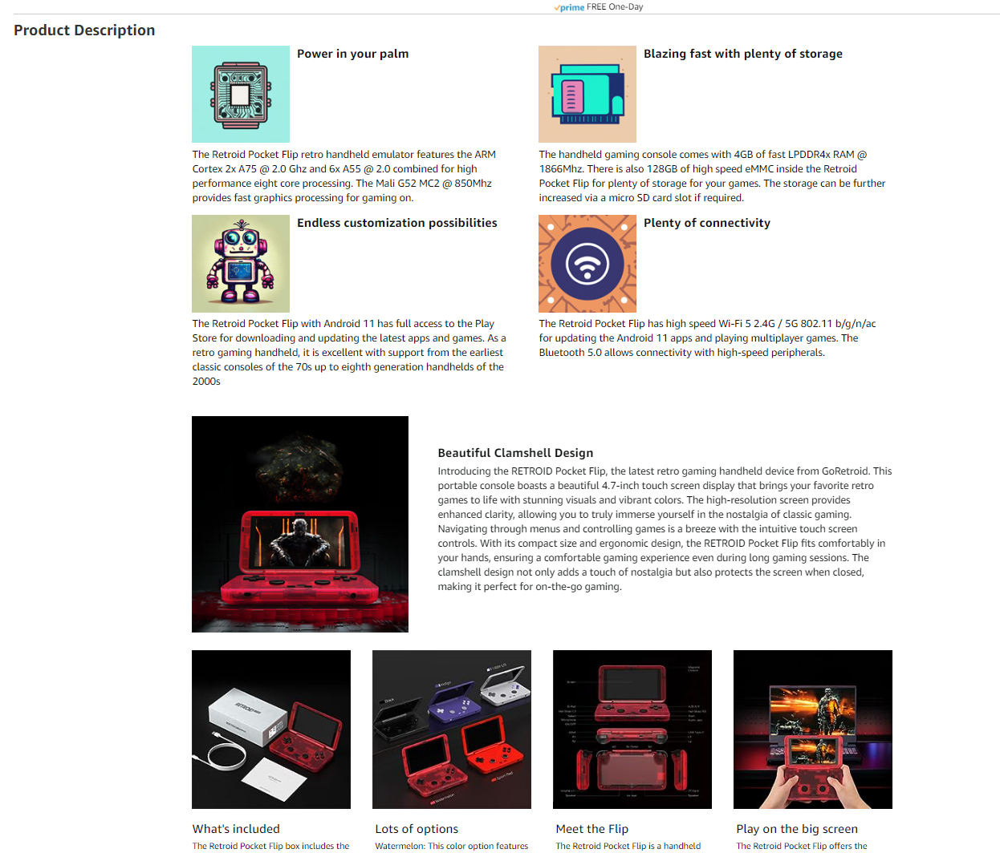 prime FREE One-Day
Product Description
Power in your palm
The Retroid Pocket Flip retro handheld emulator features the ARM
Cortex 2x A75 @ 2.0 Ghz and 6x A55 @ 2.0 combined for high
performance eight core processing. The Mali G52 MC2 @ 850Mhz
provides fast graphics processing for gaming on.
Blazing fast with plenty of storage
The handheld gaming console comes with 4GB of fast LPDDR4x RAM @
1866Mhz. There is also 128GB of high speed eMMC inside the Retroid
Pocket Flip for plenty of storage for your games. The storage can be further
increased via a micro SD card slot if required.
Endless customization possibilities
The Retroid Pocket Flip with Android 11 has full access to the Play
Store for downloading and updating the latest apps and games. As a
retro gaming handheld, it is excellent with support from the earliest
classic consoles of the 70s up to eighth generation handhelds of the
2000s
Plenty of connectivity
The Retroid Pocket Flip has high speed Wi-Fi 5 2.4G / 5G 802.11 b/g/n/ac
for updating the Android 11 apps and playing multiplayer games. The
Bluetooth 5.0 allows connectivity with high-speed peripherals.
Beautiful Clamshell Design
Introducing the RETROID Pocket Flip, the latest retro gaming handheld device from GoRetroid. This
portable console boasts a beautiful 4.7-inch touch screen display that brings your favorite retro
games to life with stunning visuals and vibrant colors. The high-resolution screen provides
enhanced clarity, allowing you to truly immerse yourself in the nostalgia of classic gaming.
Navigating through menus and controlling games is a breeze with the intuitive touch screen
controls. With its compact size and ergonomic design, the RETROID Pocket Flip fits comfortably in
your hands, ensuring a comfortable gaming experience even during long gaming sessions. The
clamshell design not only adds a touch of nostalgia but also protects the screen when closed,
making it perfect for on-the-go gaming.
RETROID
Black
Indigo
16Bit US
Watermelon
Sport Red
What's included
The Retroid Pocket Flip box includes the
Lots of options
Watermelon: This color option features
Meet the Flip
The Retroid Pocket Flip is a handheld
Play on the big screen
The Retroid Pocket Flip offers the